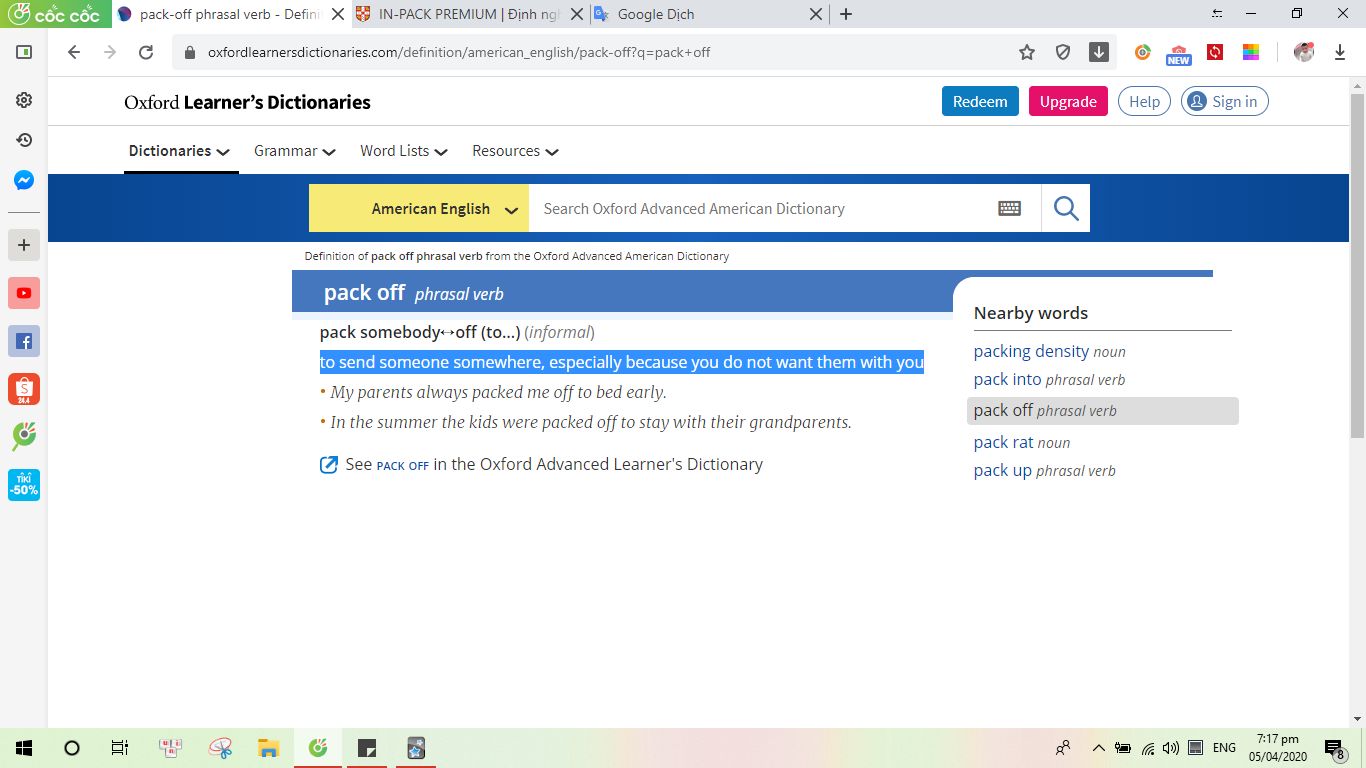 cốc cốc
pack-off phrasal verb - Defini
IN-PACK PREMIUM | Định ngh
Google Dịch
oxfordlearnersdictionaries.com/definition/american_english/pack-off?q=pack+off
NEW
Oxford Learner's Dictionaries
Redeem
Upgrade
Help
Sign in
Dictionaries
Grammar
Word Lists
Resources
American English
Search Oxford Advanced American Dictionary
Definition of pack off phrasal verb from the Oxford Advanced American Dictionary
pack off phrasal verb
pack somebody↔off (to…) (informal)
to send someone somewhere, especially because you do not want them with you
• My parents always packed me off to bed early.
• In the summer the kids were packed off to stay with their grandparents.
See PACK OFF in the Oxford Advanced Learner's Dictionary
Nearby words
packing density noun
pack into phrasal verb
pack off phrasal verb
pack rat noun
pack up phrasal verb
24.4
TIKI
-50%
ENG
7:17 pm
05/04/2020
8